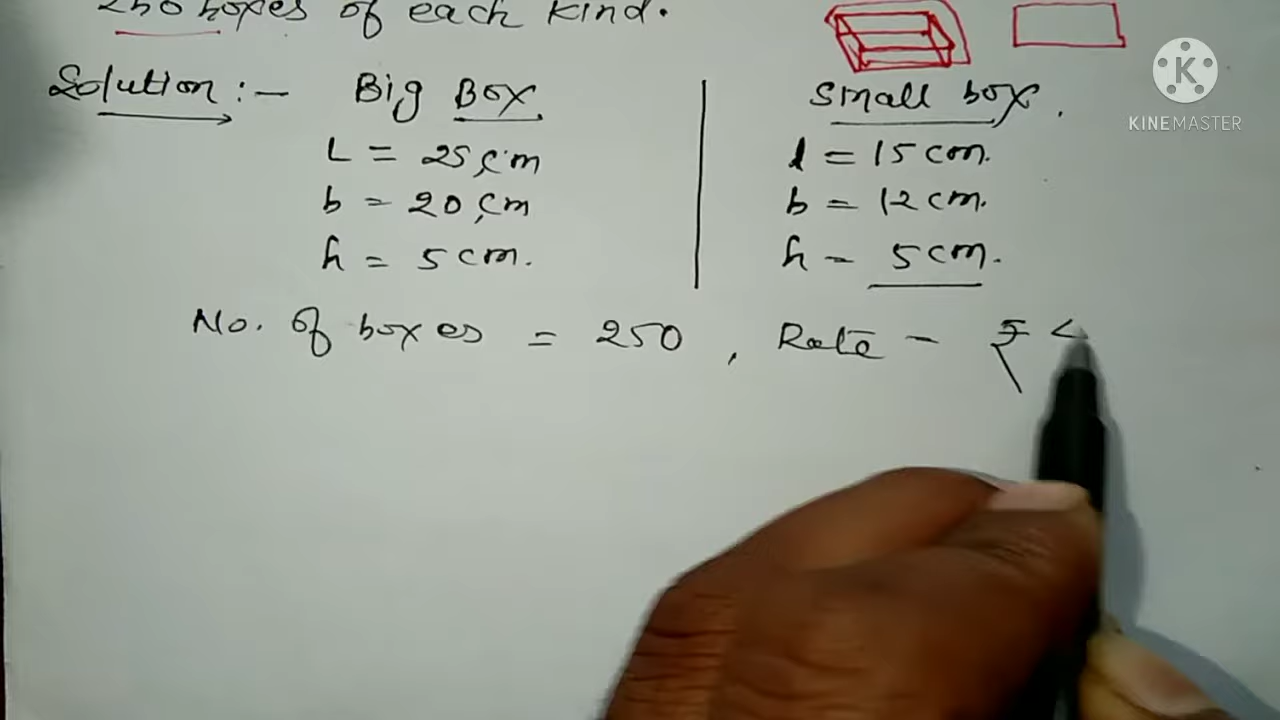 250 boxes of each kind.
Solution :- Big Box
L = 25 cm
b = 20 cm
h = 5 cm.
Small box.
l = 15 cm.
b = 12 cm.
h - 5 cm.
No. of boxes = 250, Rate - ₹
K
KINEMASTER